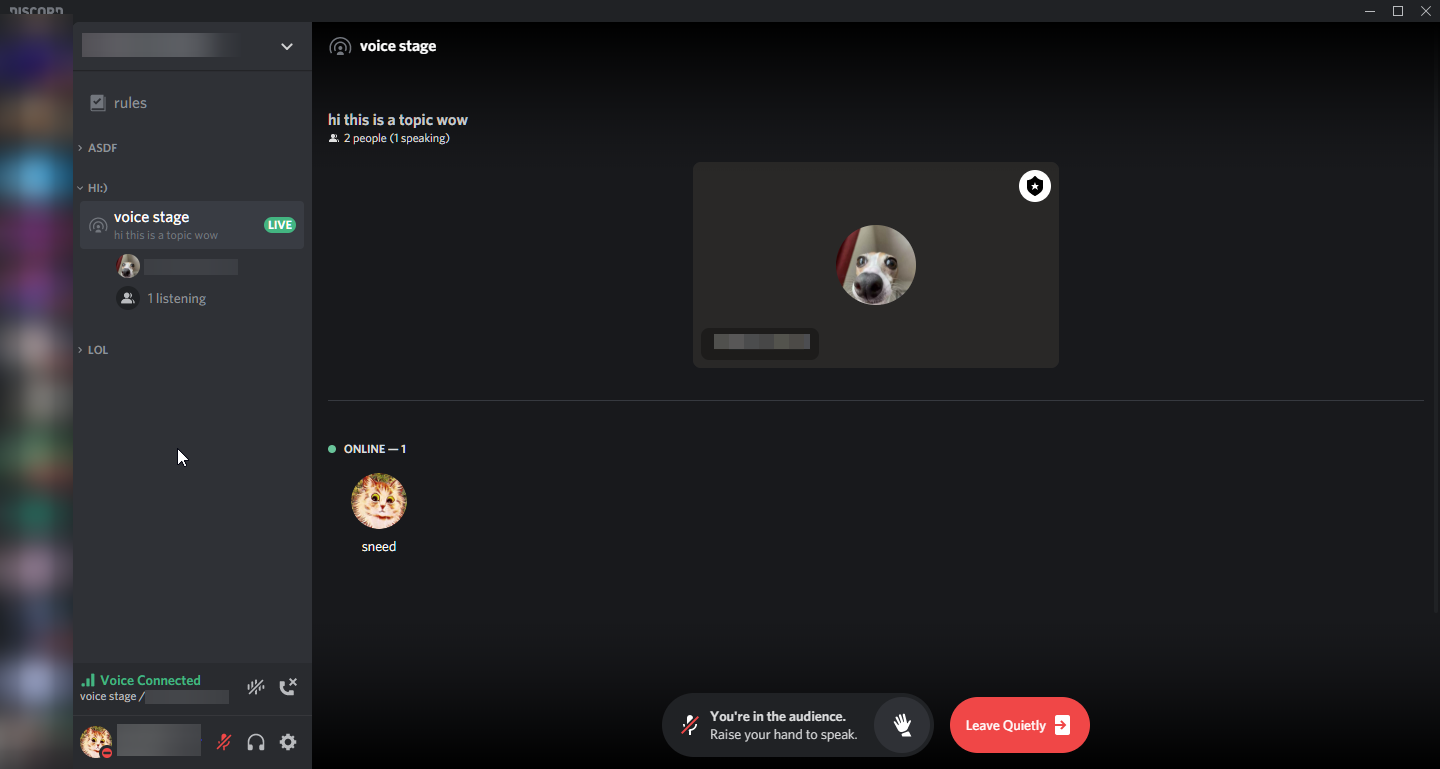 DISCORD
rules
ASDF
HI:)
voice stage
LIVE
hi this is a topic wow
1 listening
LOL
Voice Connected
voice stage /
voice stage
hi this is a topic wow
2 people (1 speaking)
ONLINE — 1
sneed
You're in the audience.
Raise your hand to speak.
Leave Quietly